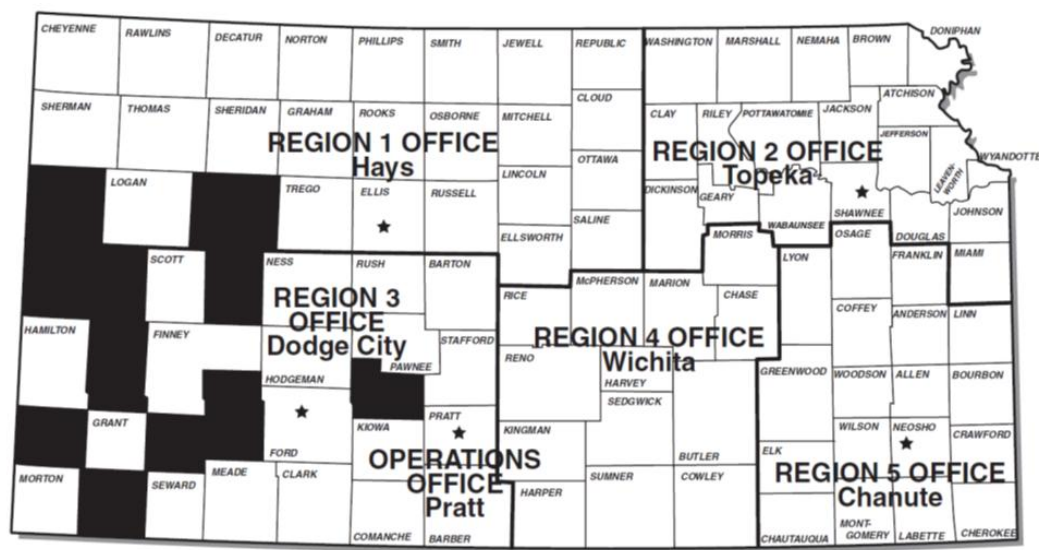 CHEYENNE
RAWLINS
DECATUR
NORTON
PHILLIPS
SMITH
JEWELL
REPUBLIC
WASHINGTON
MARSHALL
NEMAHA
BROWN
DONIPHAN
SHERMAN
THOMAS
SHERIDAN
GRAHAM
ROOKS
OSBORNE
MITCHELL
CLOUD
CLAY
RILEY
POTTAWATOMIE
JACKSON
ATCHISON
JEFFERSON
REGION 1 OFFICE
Hays
REGION 2 OFFICE
Topeka
OTTAWA
WYANDOTTE
LEAVEN-
WORTH
LOGAN
TREGO
ELLIS
RUSSELL
LINCOLN
DICKINSON
GEARY
SHAWNEE
JOHNSON
SALINE
ELLSWORTH
WABAUNSEE
MORRIS
OSAGE
DOUGLAS
SCOTT
NESS
RUSH
BARTON
LYON
FRANKLIN
MIAMI
REGION 3
OFFICE
Dodge City
RICE
McPHERSON
MARION
CHASE
COFFEY
ANDERSON
LINN
HAMILTON
FINNEY
STAFFORD
REGION 4 OFFICE
Wichita
PAWNEE
HODGEMAN
RENO
HARVEY
SEDGWICK
GREENWOOD
WOODSON
ALLEN
BOURBON
GRANT
FORD
KIOWA
PRATT
KINGMAN
BUTLER
ELK
WILSON
NEOSHO
CRAWFORD
OPERATIONS
OFFICE
Pratt
REGION 5 OFFICE
Chanute
MORTON
SEWARD
MEADE
CLARK
COMANCHE
BARBER
HARPER
SUMNER
COWLEY
CHAUTAUQUA
MONT-
GOMERY
LABETTE
CHEROKEE